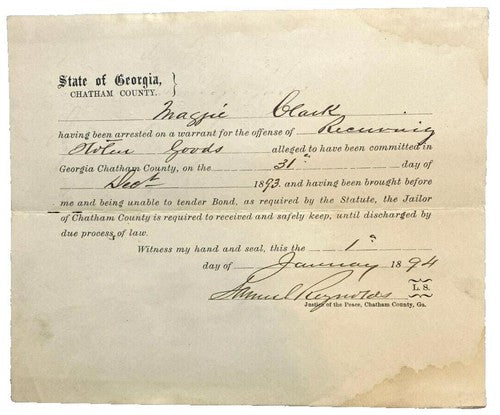 State of Georgia, }
CHATHAM COUNTY.
Maggie Clark
having been arrested on a warrant for the offense of Receiving
Stolen Goods alleged to have been committed in
Georgia Chatham County, on the 31st day of
Dec 1893. and having been brought before
me and being unable to tender Bond, as required by the Statute, the Jailor
of Chatham County is required to received and safely keep, until discharged by
due process of law.
Witness my hand and seal, this the 1st
day of January 1894
Samuel Reynolds L. S.
Justice of the Peace, Chatham County, Ga.